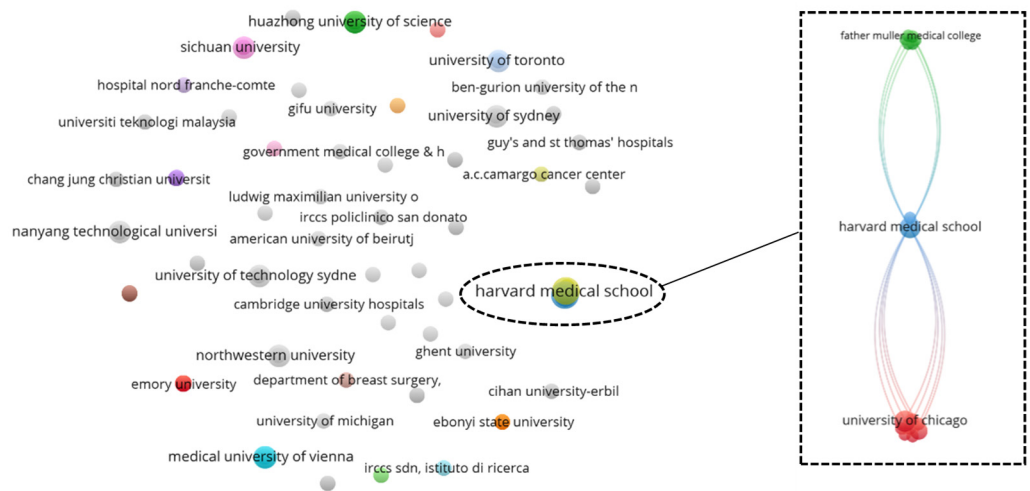 huazhong university of science
sichuan university
university of toronto
hospital nord franche-comte
ben-gurion university of the n
gifu university
universiti teknologi malaysia
university of sydney
guy's and st thomas' hospitals
government medical college & h
chang jung christian universit
a.c.camargo cancer center
ludwig maximilian university o
irccs policlinico san donato
nanyang technological universi
american university of beirutj
university of technology sydne
harvard medical school
cambridge university hospitals
northwestern university
ghent university
emory university
department of breast surgery,
cihan university-erbil
university of michigan
ebonyi state university
medical university of vienna
irccs sdn, istituto di ricerca
father muller medical college
harvard medical school
university of chicago